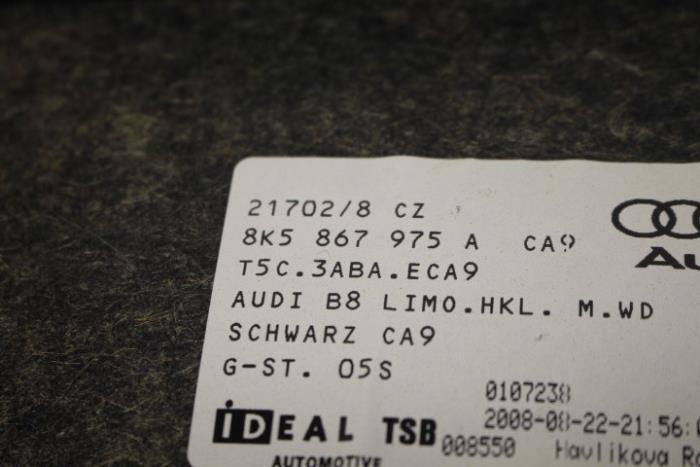 21702/8 CZ
8K5 867 975 A CA9
T5C.3ABA.ECA9
AUDI B8 LIMO.HKL. M.WD
SCHWARZ CA9
G-ST. 05S
0107238
2008-08-22-21:56:
iDEAL TSB
008550 Havlikova
AUTOMOTIVE